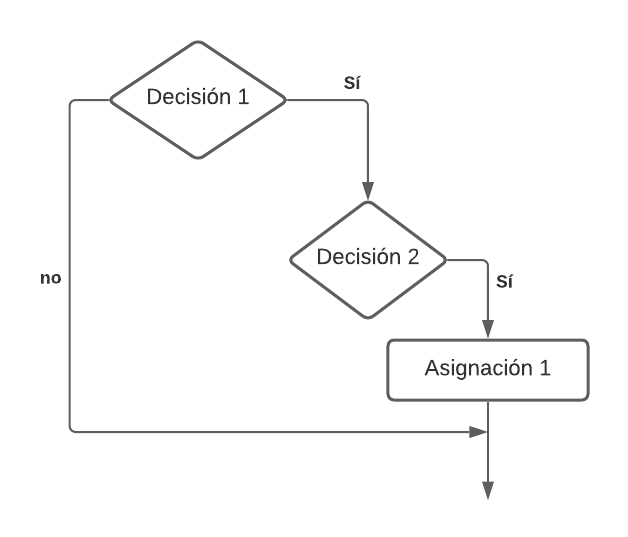 Sí
Decisión 1
Decisión 2
no
Sí
Asignación 1